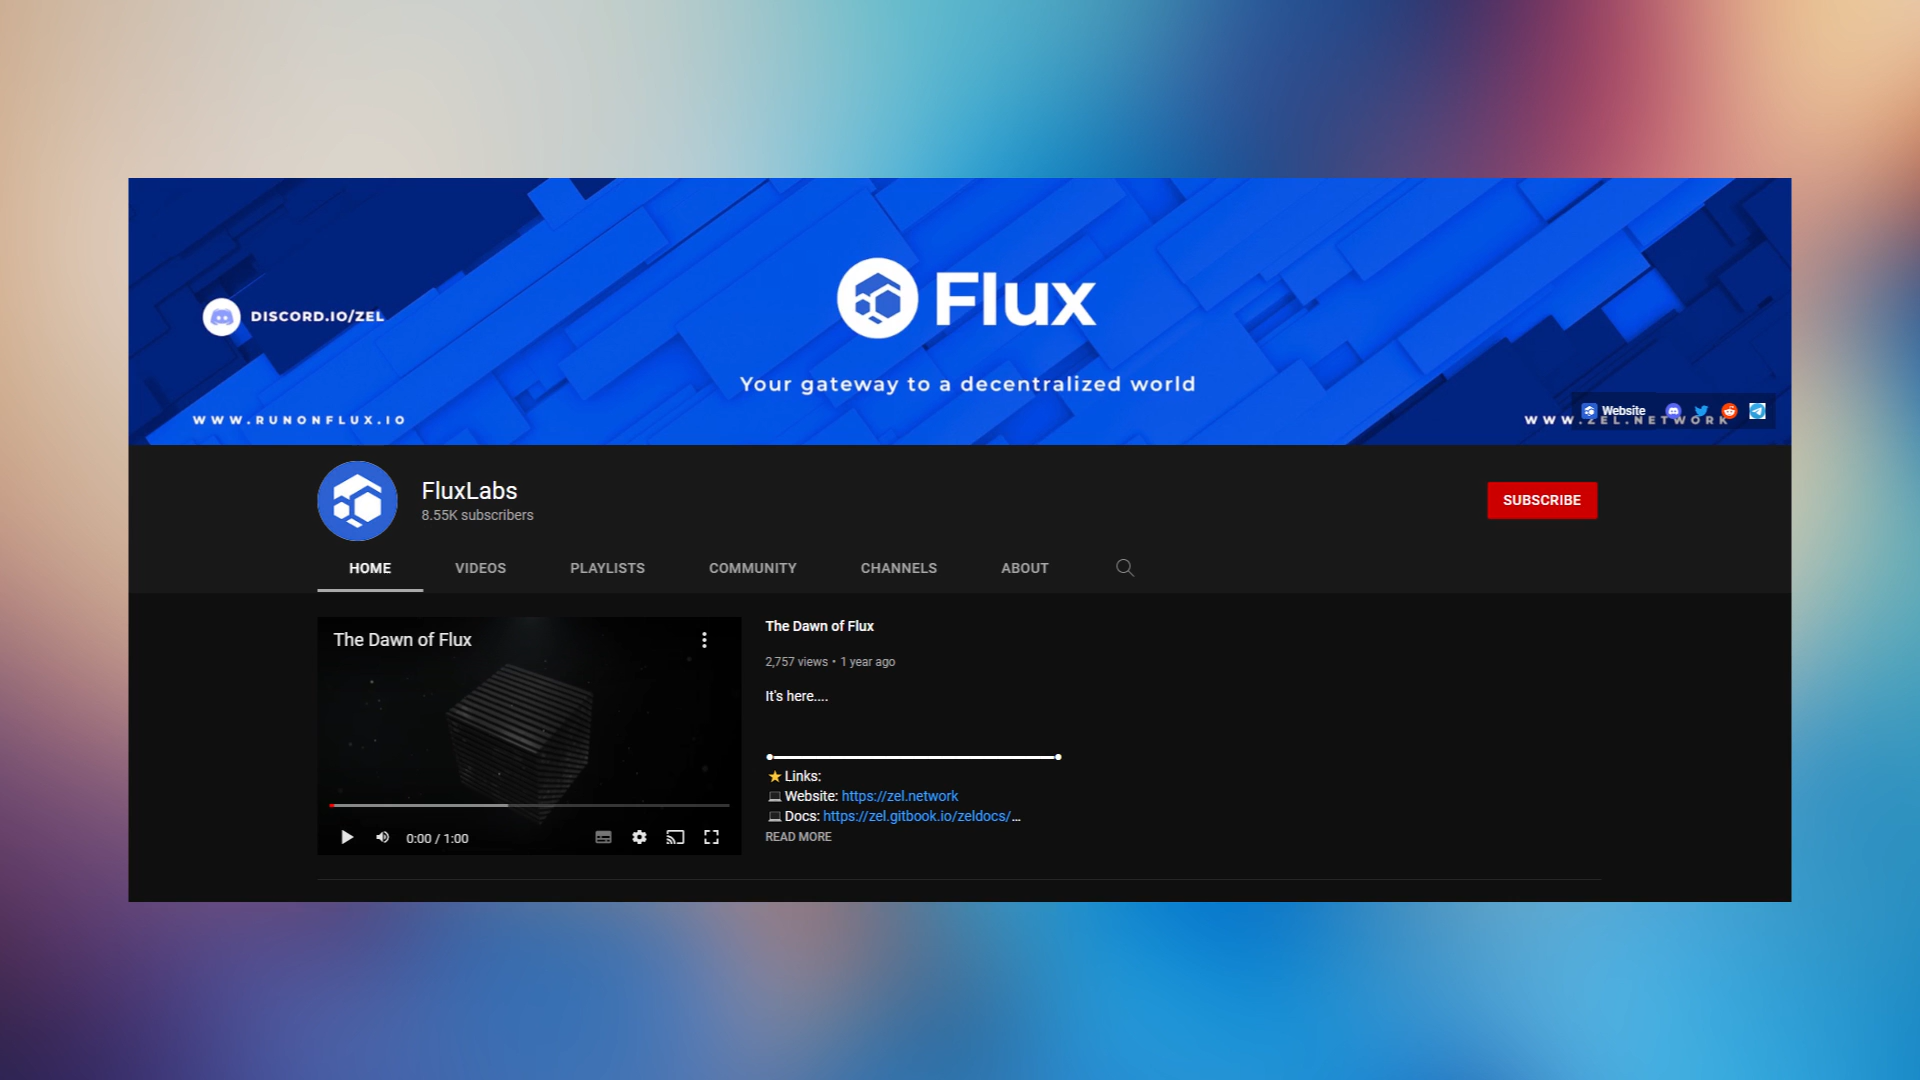 Flux
DISCORD.IO/ZEL
Your gateway to a decentralized world
WWW.RUNONFLUX.IO
Website
WWW.ZEL.NETWORK
FluxLabs
8.55K subscribers
SUBSCRIBE
HOME VIDEOS PLAYLISTS COMMUNITY CHANNELS ABOUT
The Dawn of Flux
0:00 / 1:00
The Dawn of Flux
2,757 views • 1 year ago
It's here....
Links:
Website: https://zel.network
Docs: https://zel.gitbook.io/zeldocs/...
READ MORE